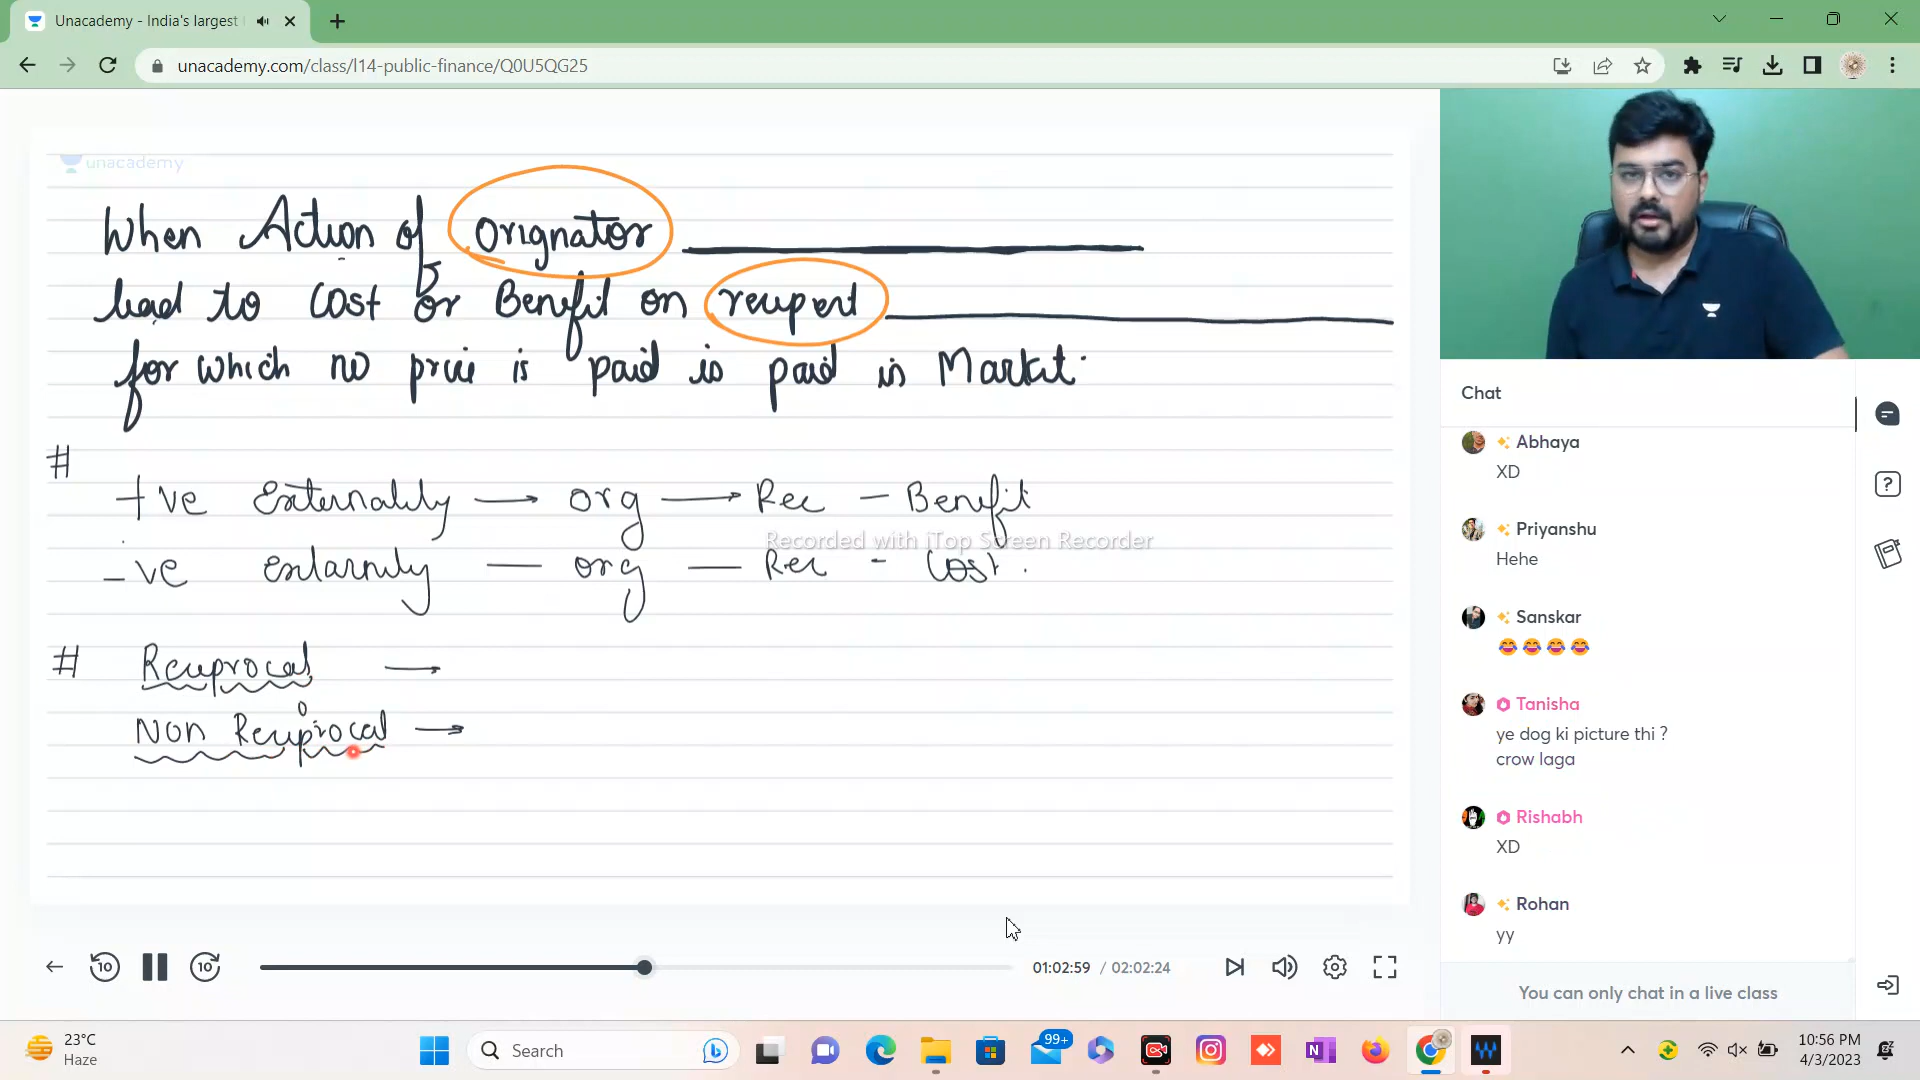 Unacademy - India's largest
unacademy.com/class/l14-public-finance/Q0U5QG25
unacademy
When Action of Orignator
lead to Cost or Benefit on
for which no price is paid is paid in Market.
#
+ve Externality → org → Rec - Benefit
Recorded with iTop Screen Recorder
-ve — org — Rec - Cost.
# Reciprocal →
Non Reciprocal →
10
10
01:02:59 / 02:02:24
Chat
Abhaya
XD
Priyanshu
Hehe
Sanskar
😂 😂 😂 😂
Tanisha
ye dog ki picture thi ?
crow laga
Rishabh
XD
Rohan
yy
You can only chat in a live class
23°C
Haze
Search
99+
10:56 PM
4/3/2023